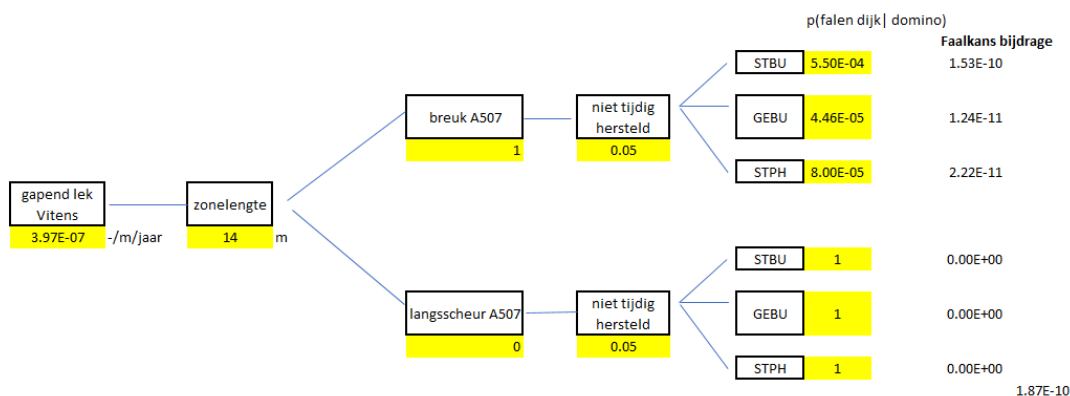 p(falen dijk| domino)
Faalkans bijdrage
STBU 5.50E-04 1.53E-10
breuk A507
niet tijdig
hersteld
GEBU 4.46E-05 1.24E-11
1 0.05
STPH 8.00E-05 2.22E-11
gapend lek
Vitens
zonelengte
3.97E-07 -/m/jaar 14 m
STBU 1 0.00E+00
langsscheur A507
niet tijdig
hersteld
GEBU 1 0.00E+00
0 0.05
STPH 1 0.00E+00
1.87E-10